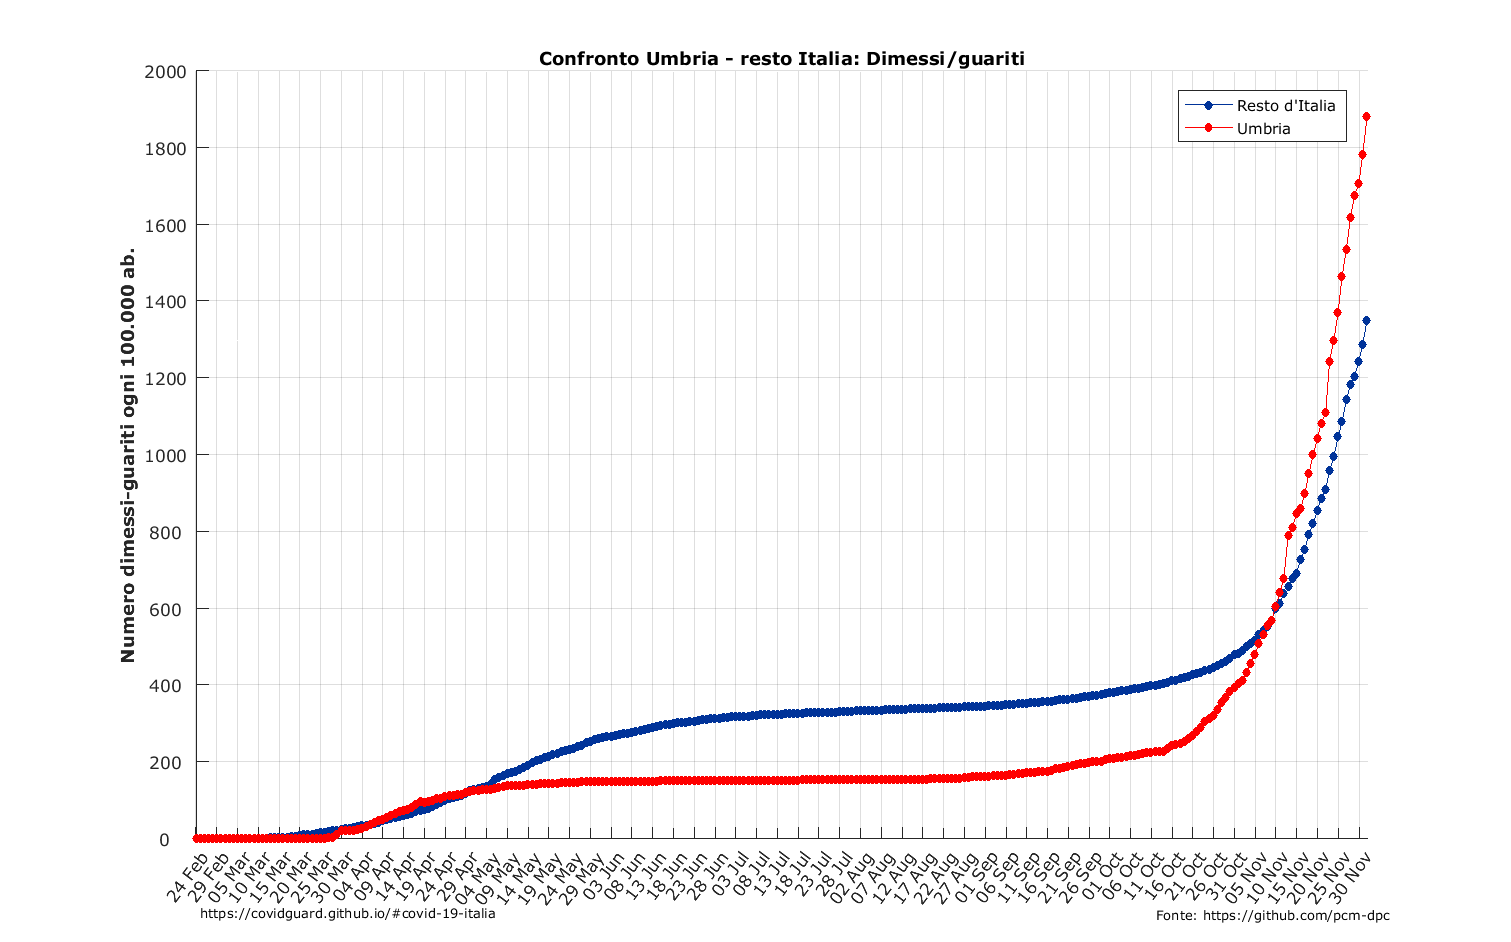 Confronto Umbria - resto Italia: Dimessi/guariti
Resto d'Italia
Umbria
Numero dimessi-guariti ogni 100.000 ab.
2000
1800
1600
1400
1200
1000
800
600
400
200
0
24 Feb
29 Feb
05 Mar
10 Mar
15 Mar
20 Mar
25 Mar
30 Mar
04 Apr
09 Apr
14 Apr
19 Apr
24 Apr
29 Apr
04 May
09 May
14 May
19 May
24 May
29 May
03 Jun
08 Jun
13 Jun
18 Jun
23 Jun
28 Jun
03 Jul
08 Jul
13 Jul
18 Jul
23 Jul
28 Jul
02 Aug
07 Aug
12 Aug
17 Aug
22 Aug
27 Aug
01 Sep
06 Sep
11 Sep
16 Sep
21 Sep
26 Sep
01 Oct
06 Oct
11 Oct
16 Oct
21 Oct
26 Oct
31 Oct
05 Nov
10 Nov
15 Nov
20 Nov
25 Nov
30 Nov
https://covidguard.github.io/#covid-19-italia
Fonte: https://github.com/pcm-dpc